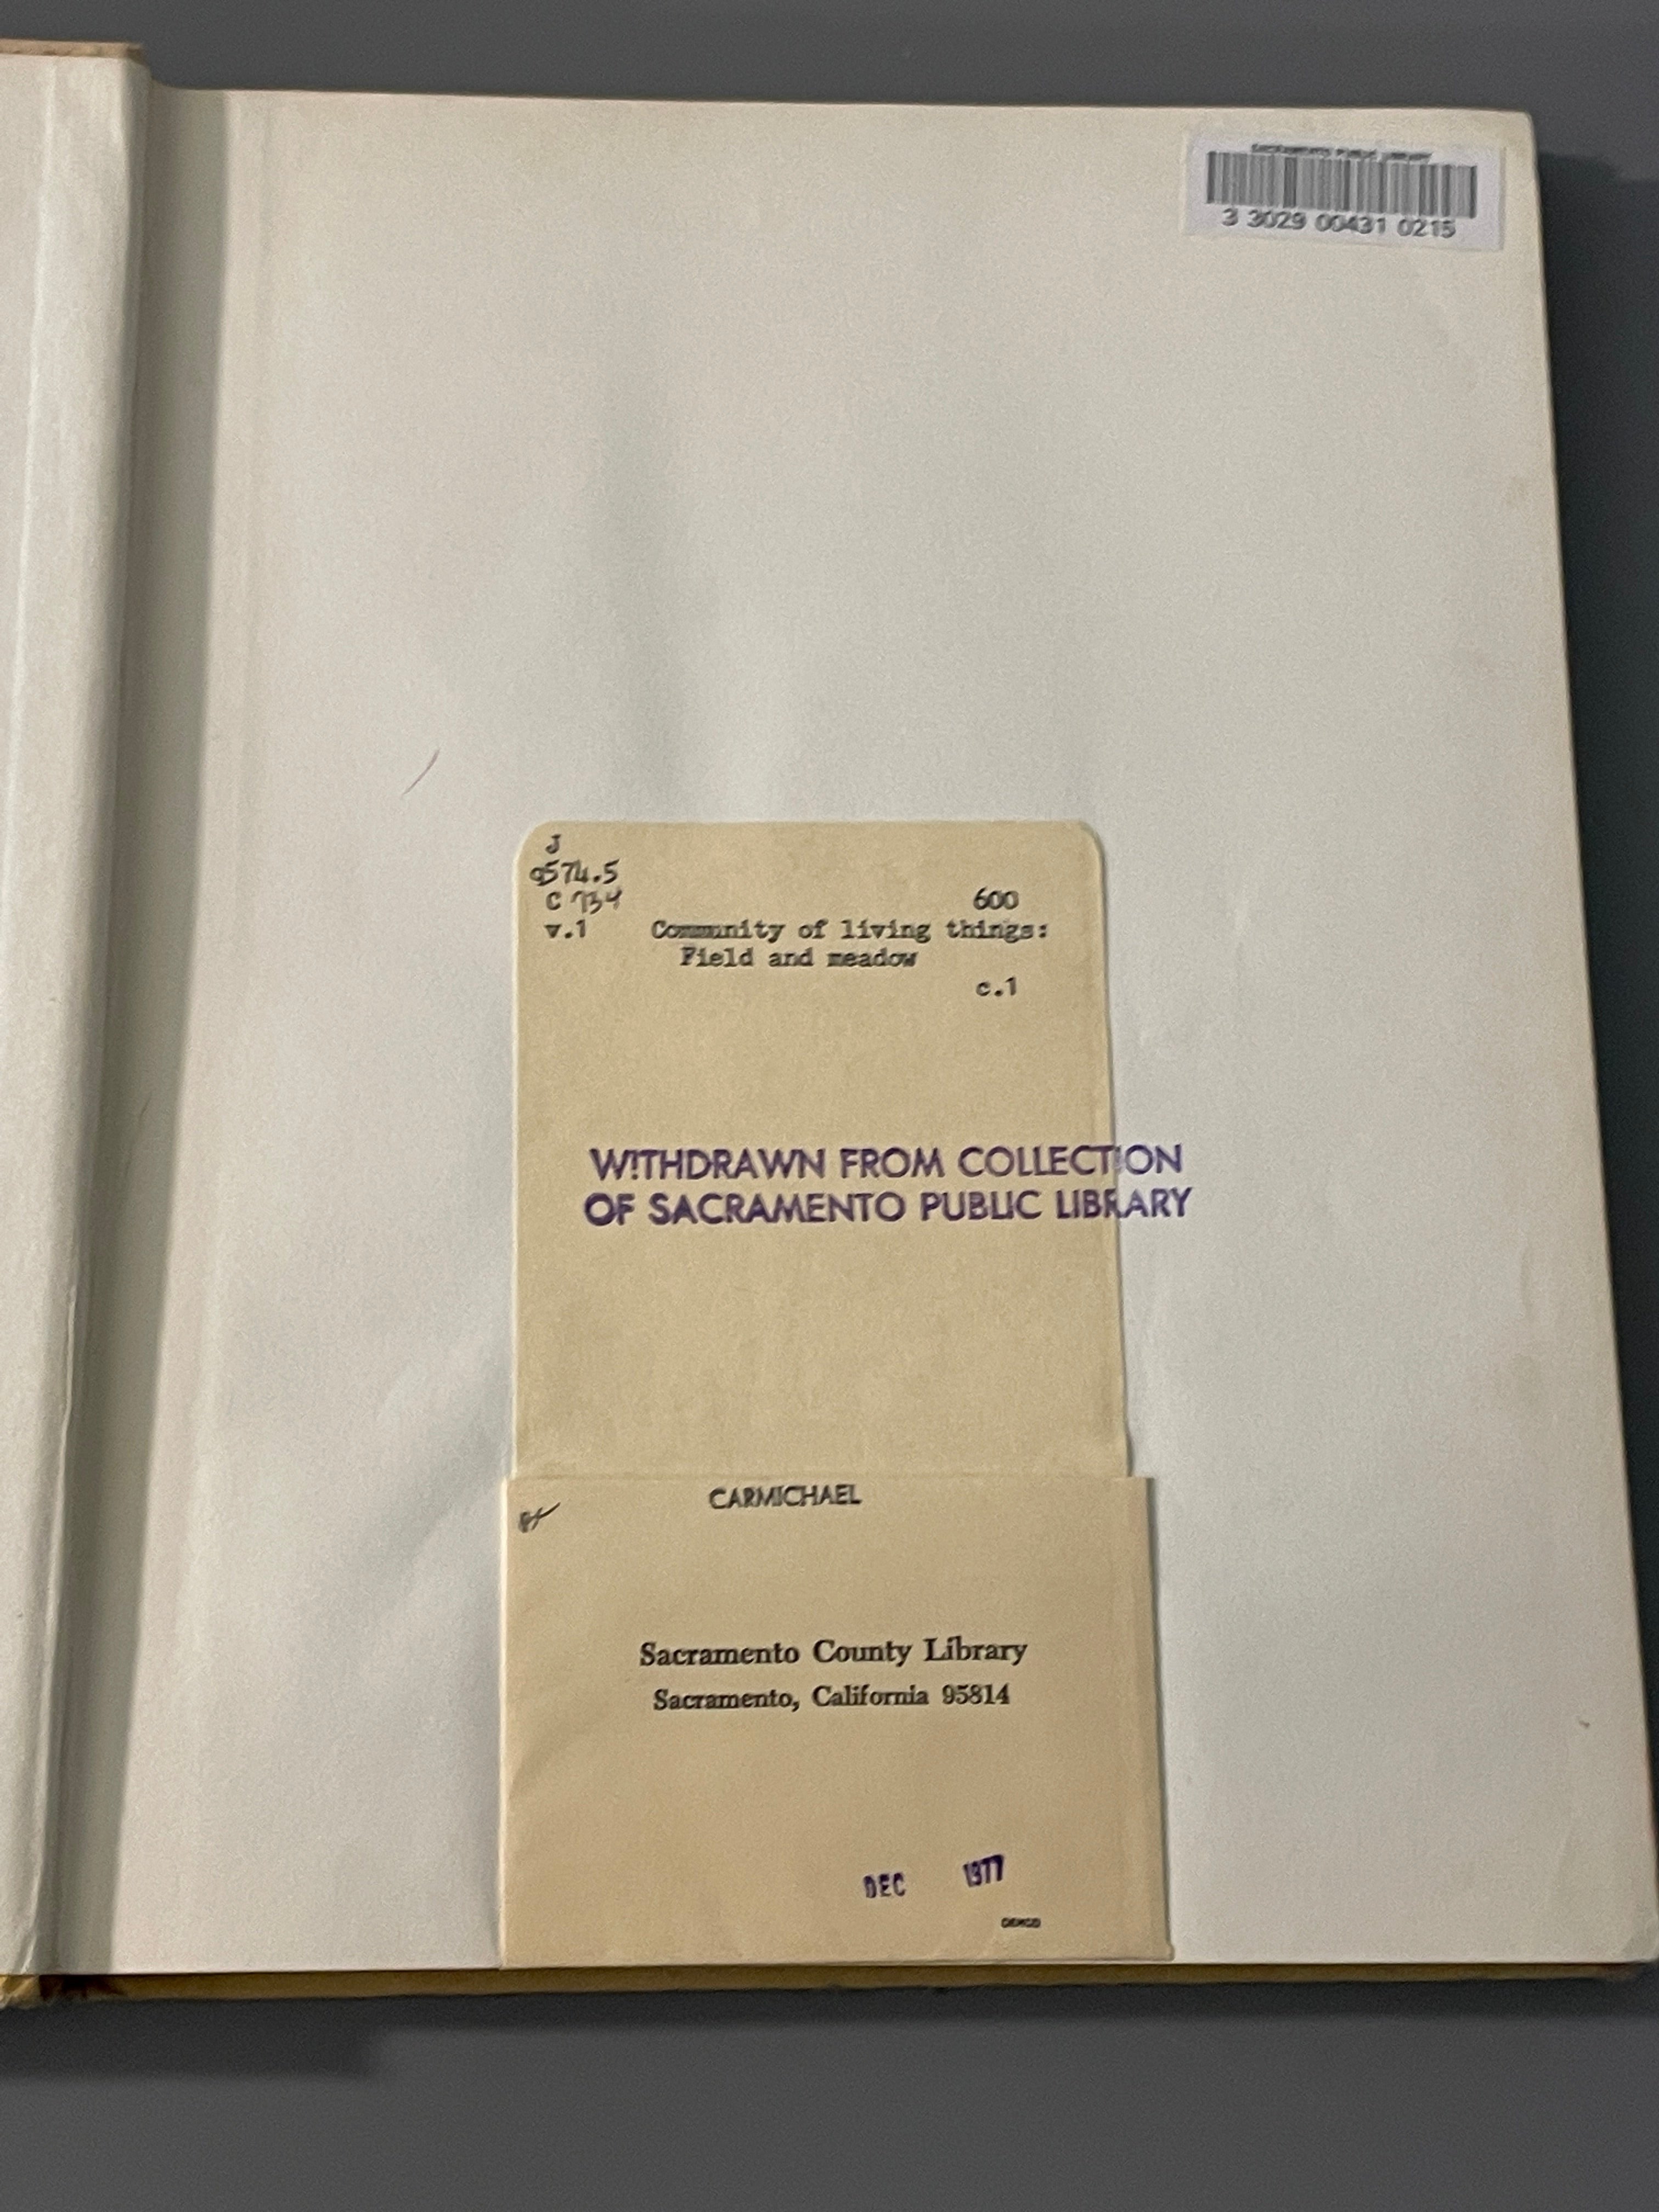 SACRAMENTO PUBLIC LIBRARY
3 3029 00431 0215
J
q574.5
C 734
600
v.1 Community of living things:
Field and meadow
c.1
WITHDRAWN FROM COLLECTION
OF SACRAMENTO PUBLIC LIBRARY
CARMICHAEL
Sacramento County Library
Sacramento, California 95814
DEC 1977
DEMCO